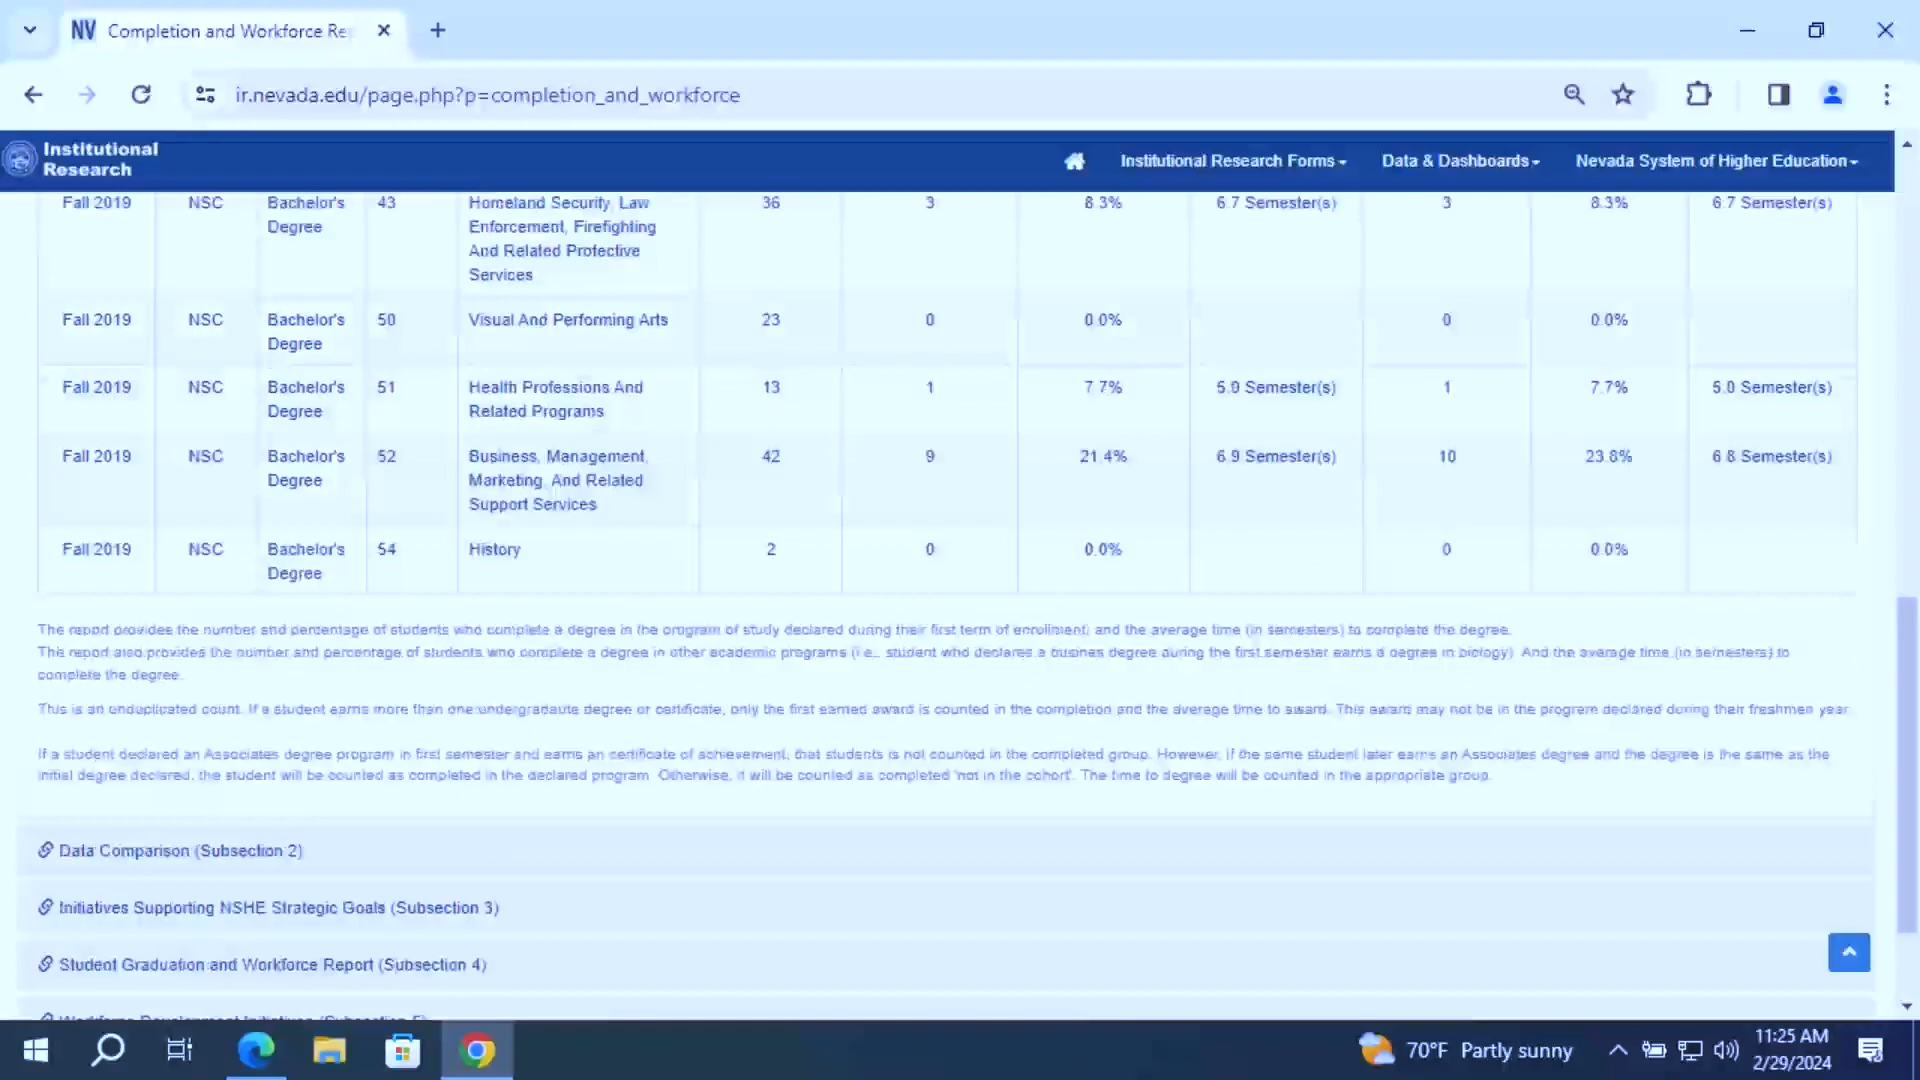 NV Completion and Workforce Re
ir.nevada.edu/page.php?p=completion_and_workforce
Institutional Research
Institutional Research Forms Data & Dashboards Nevada System of Higher Education
Fall 2019 NSC Bachelor's Degree 43 Homeland Security, Law Enforcement, Firefighting And Related Protective Services 36 3 8.3% 6.7 Semester(s) 3 8.3% 6.7 Semester(s)
Fall 2019 NSC Bachelor's Degree 50 Visual And Performing Arts 23 0 0.0% 0 0.0%
Fall 2019 NSC Bachelor's Degree 51 Health Professions And Related Programs 13 1 7.7% 5.0 Semester(s) 1 7.7% 5.0 Semester(s)
Fall 2019 NSC Bachelor's Degree 52 Business, Management, Marketing, And Related Support Services 42 9 21.4% 6.9 Semester(s) 10 23.8% 6.8 Semester(s)
Fall 2019 NSC Bachelor's Degree 54 History 2 0 0.0% 0 0.0%
The report provides the number and percentage of students who complete a degree in the program of study declared during their first term of enrollment; and the average time (in semesters) to complete the degree.
This report also provides the number and percentage of students who complete a degree in other academic programs (i.e., student who declares a busines degree during the first semester earns a degree in biology). And the average time (in semesters) to
complete the degree.
This is an unduplicated count. If a student earns more than one undergradaute degree or certificate, only the first earned award is counted in the completion and the average time to award. This award may not be in the program declared during their freshmen year.
If a student declared an Associates degree program in first semester and earns an certificate of achievement, that students is not counted in the completed group. However, if the same student later earns an Associates degree and the degree is the same as the
initial degree declared, the student will be counted as completed in the declared program. Otherwise, it will be counted as completed 'not in the cohort'. The time to degree will be counted in the appropriate group.
Data Comparison (Subsection 2)
Initiatives Supporting NSHE Strategic Goals (Subsection 3)
Student Graduation and Workforce Report (Subsection 4)
Workforce Development Initiatives (Subsection 5)
70°F Partly sunny
11:25 AM
2/29/2024